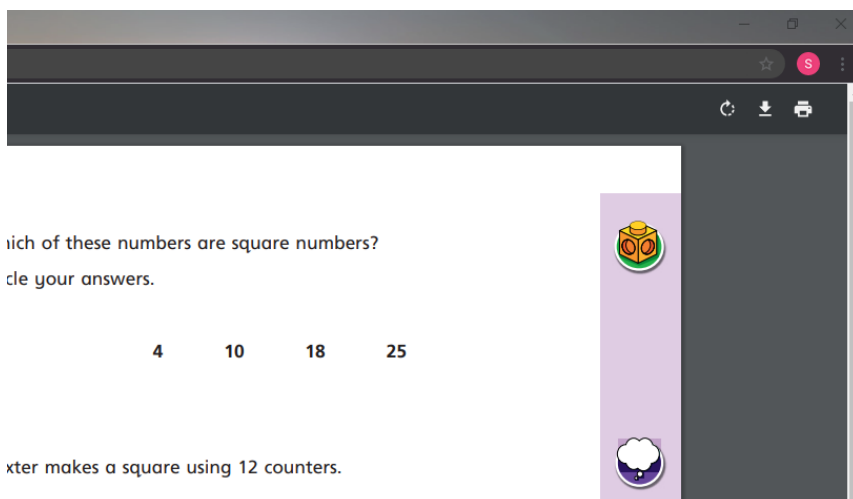 S
ich of these numbers are square numbers?
cle your answers.
4 10 18 25
xter makes a square using 12 counters.